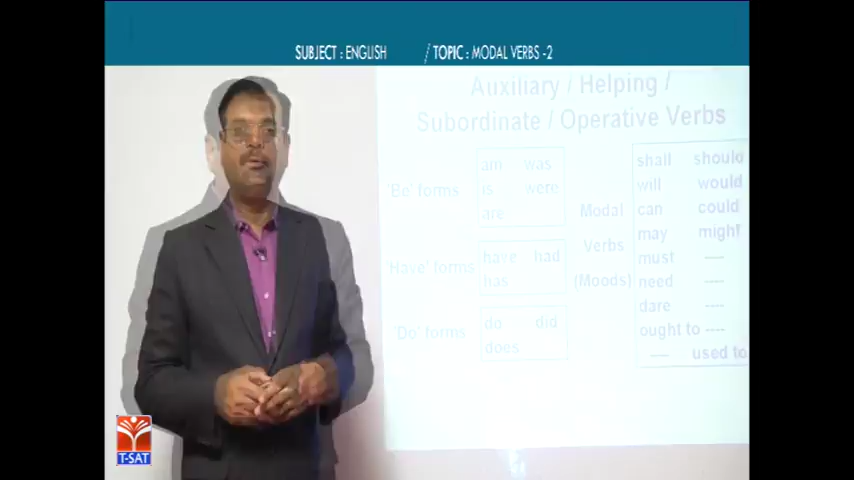 SUBJECT : ENGLISH / TOPIC : MODAL VERBS -2
Auxiliary / Helping /
Subordinate / Operative Verbs
'Be' forms
am was
is were
are
'Have' forms
have had
has
'Do' forms
do did
does
Modal
Verbs
(Moods)
shall should
will would
can could
may might
must ----
need ----
dare ----
ought to ----
---- used to
T-SAT